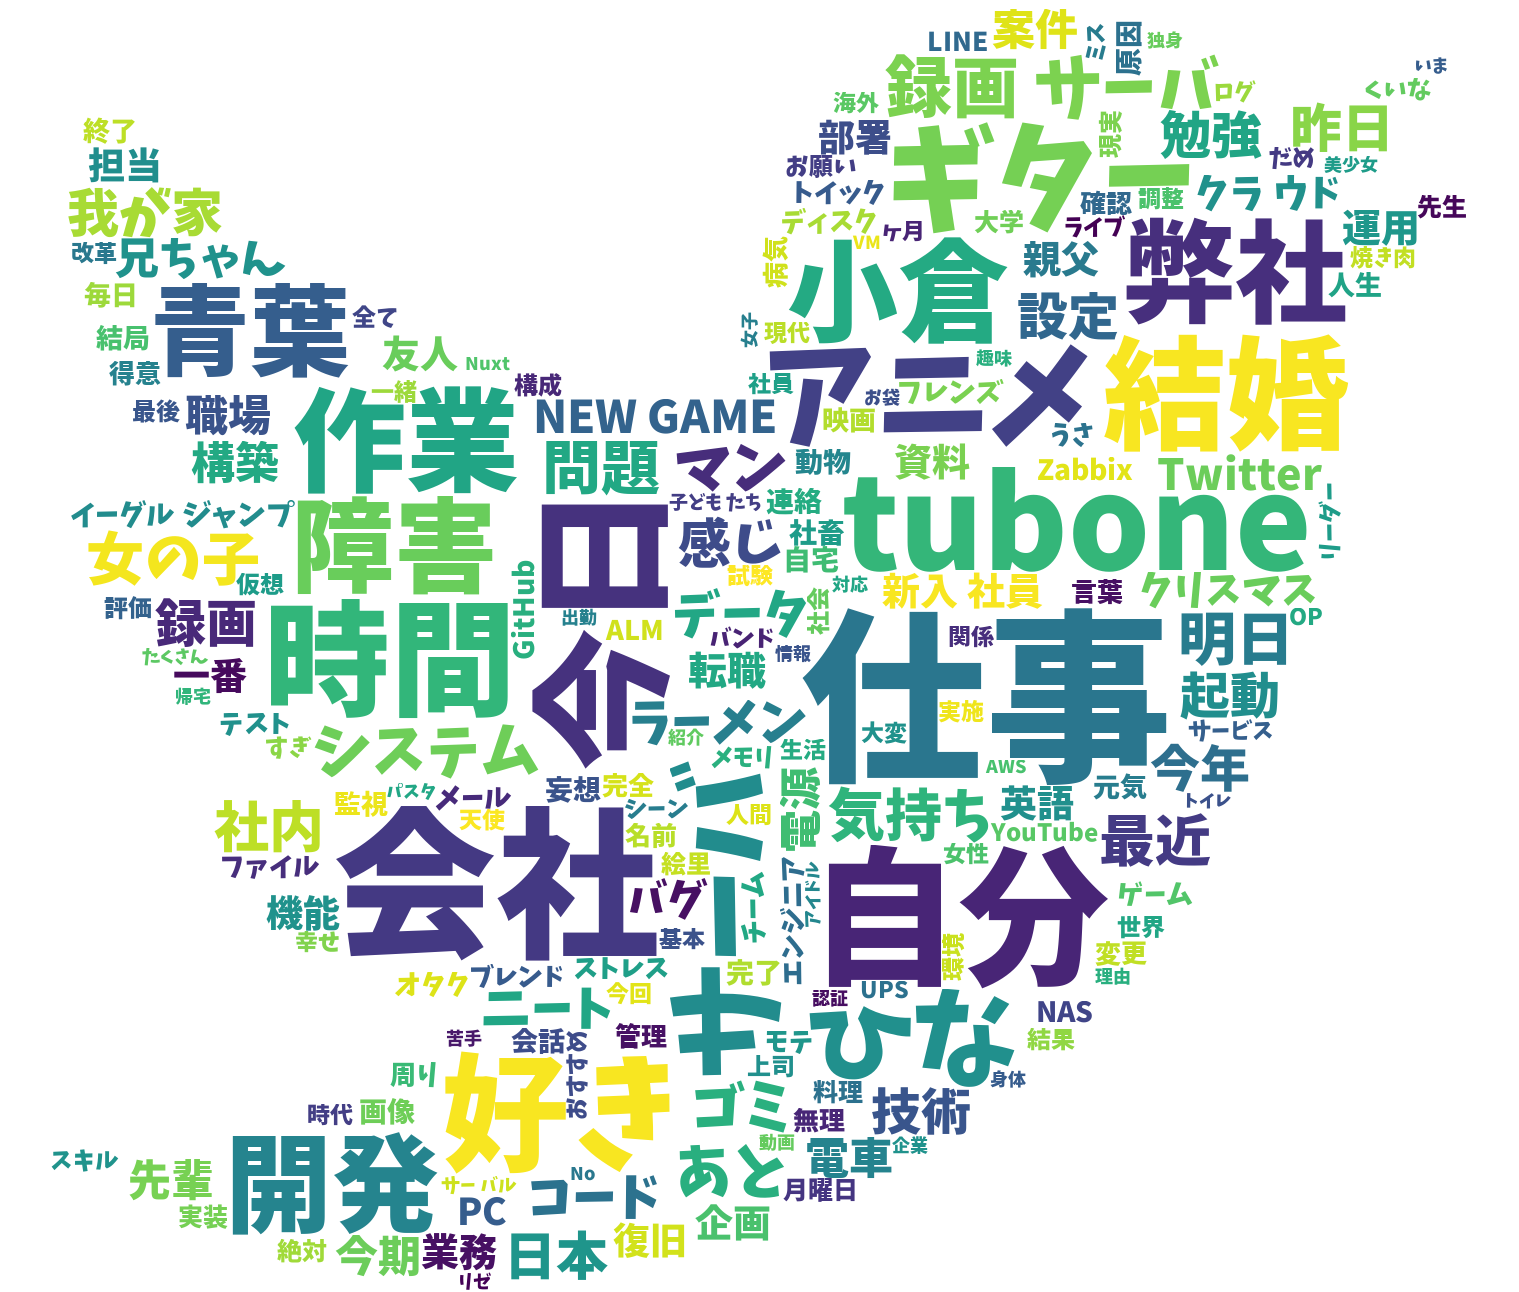 LINE
案件
ミス
原因
独身
いま
録画 サーバ
ログ
くいな
海外
昨日
終了
部署
現実
勉強
担当
ギター
だめ
お願い
美少女
トイック
確認
調整
クラ ウド
我が家
先生
ディスク
ケ月
大学
ライブ
運用
改革
兄ちゃん
VM
病気
小倉
親父
弊社
焼き肉
人生
毎日
青葉
全て
女子
現代
設定
結局
友人
Nuxt
アニメ
趣味
結婚
得意
一緒
構成
社員
お袋
フレンズ
最後
職場
作業
NEW GAME
映画
うさ
構築
問題
マン
動物
資料
Zabbix
Twitter
子ども たち
連絡
tubone
リーダー
イーグル ジャンプ
障害
今日
感じ
社畜
自宅
女の子
仮想
GitHub
試験
対応
新入 社員
言葉
クリスマス
評価
録画
時間
出勤
ALM
データ
社会
OP
たくさん
一番
バンド
関係
仕事
明日
帰宅
転職
情報
起動
テスト
ラーメン
大変
実施
サービス
すぎ
システム
紹介
メモリ
生活
AWS
今年
パスタ
メール
妄想
完全
ジ
電源
元気
トイレ
社内
監視
天使
シーン
人間
気持ち
英語
YouTube
最近
会社
名前
女性
ファイル
絵里
エンジニア
アイドル
自分
ゲーム
機能
バグ
チーム
世界
幸せ
基本
環境
変更
オタク
ブレンド
ストレス
完了
理由
ニート
今回
認証
UPS
NAS
苦手
会話
管理
モテ
ひな
結果
周り
好き
おすすめ
上司
身体
時代
画像
ゴミ
料理
無理
技術
スキル
先輩
開発
No
動画
電車
企業
サー バル
コード
あと
月曜日
実装
PC
企画
絶対
今期
業務
日本
復旧
リゼ